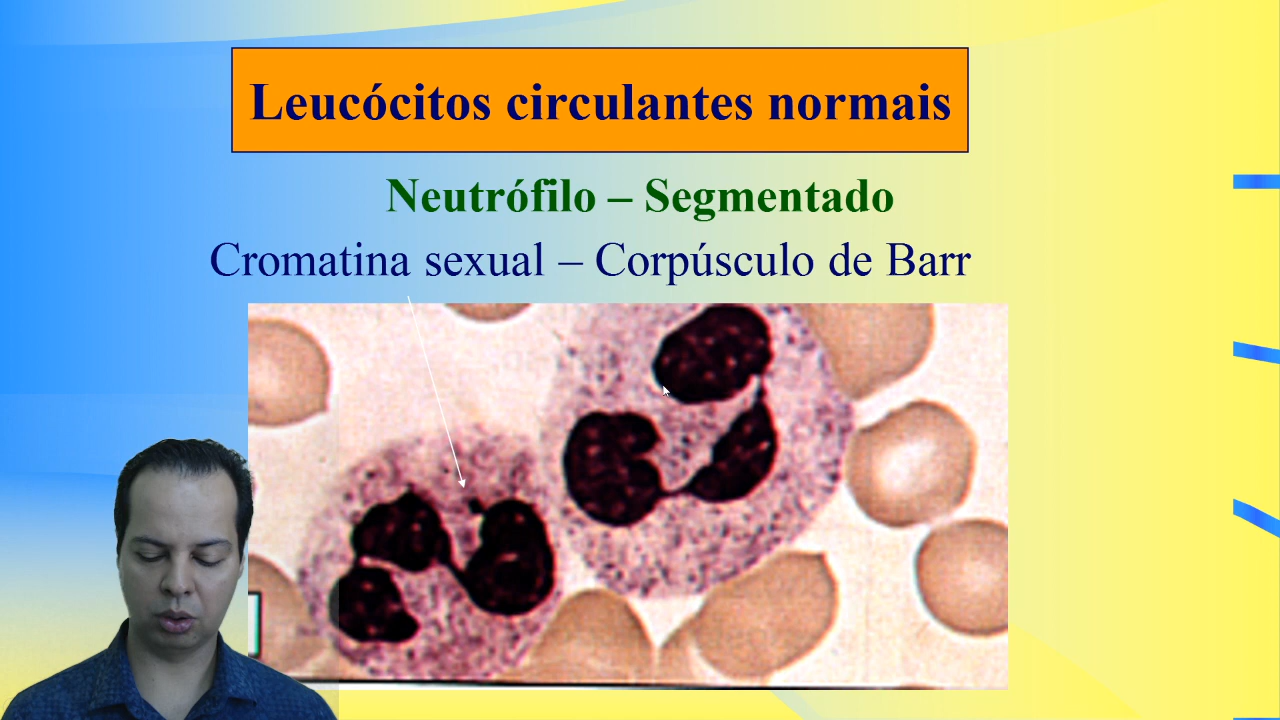 Leucócitos circulantes normais
Neutrófilo – Segmentado
Cromatina sexual – Corpúsculo de Barr